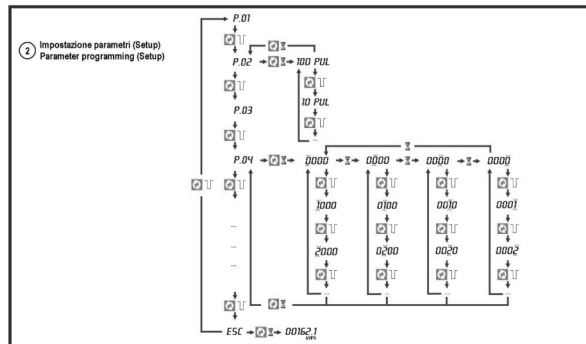 P.01
2 Impostazione parametri (Setup)
Parameter programming (Setup)
P.02 100 PUL
10 PUL
...
P.03
P.04 0000 0000 0000 0000
1000 0100 0010 0001
...
2000 0200 0020 0002
...
...
... ... ... ...
ESC 00162.1
kWh